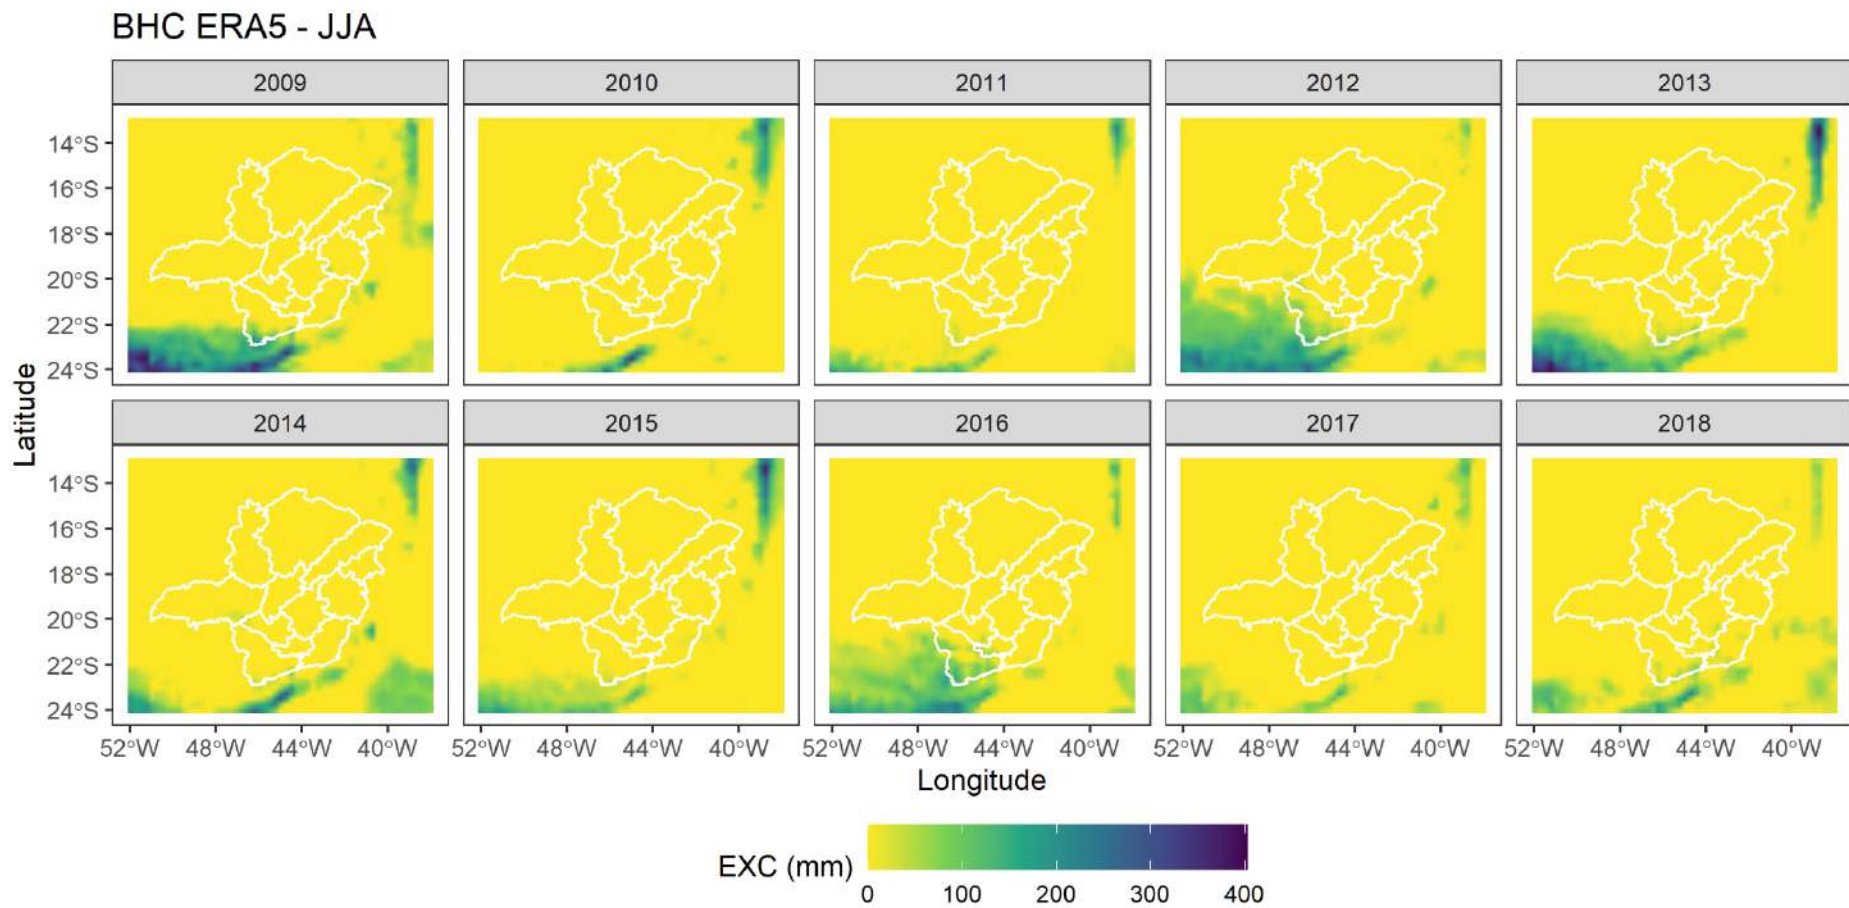 BHC ERA5 - JJA
2009 2010 2011 2012 2013
14°S
16°S
18°S
20°S
22°S
24°S
2014 2015 2016 2017 2018
14°S
16°S
18°S
20°S
22°S
24°S
Latitude
52°W 48°W 44°W 40°W 52°W 48°W 44°W 40°W 52°W 48°W 44°W 40°W 52°W 48°W 44°W 40°W 52°W 48°W 44°W 40°W
Longitude
EXC (mm)
0 100 200 300 400